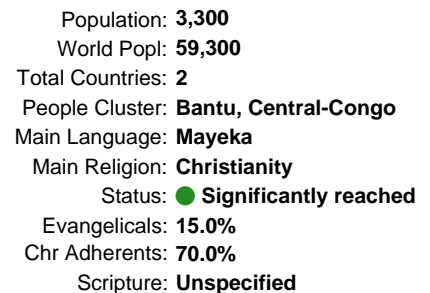 Population: 3,300
World Popl: 59,300
Total Countries: 2
People Cluster: Bantu, Central-Congo
Main Language: Mayeka
Main Religion: Christianity
Status: Significantly reached
Evangelicals: 15.0%
Chr Adherents: 70.0%
Scripture: Unspecified